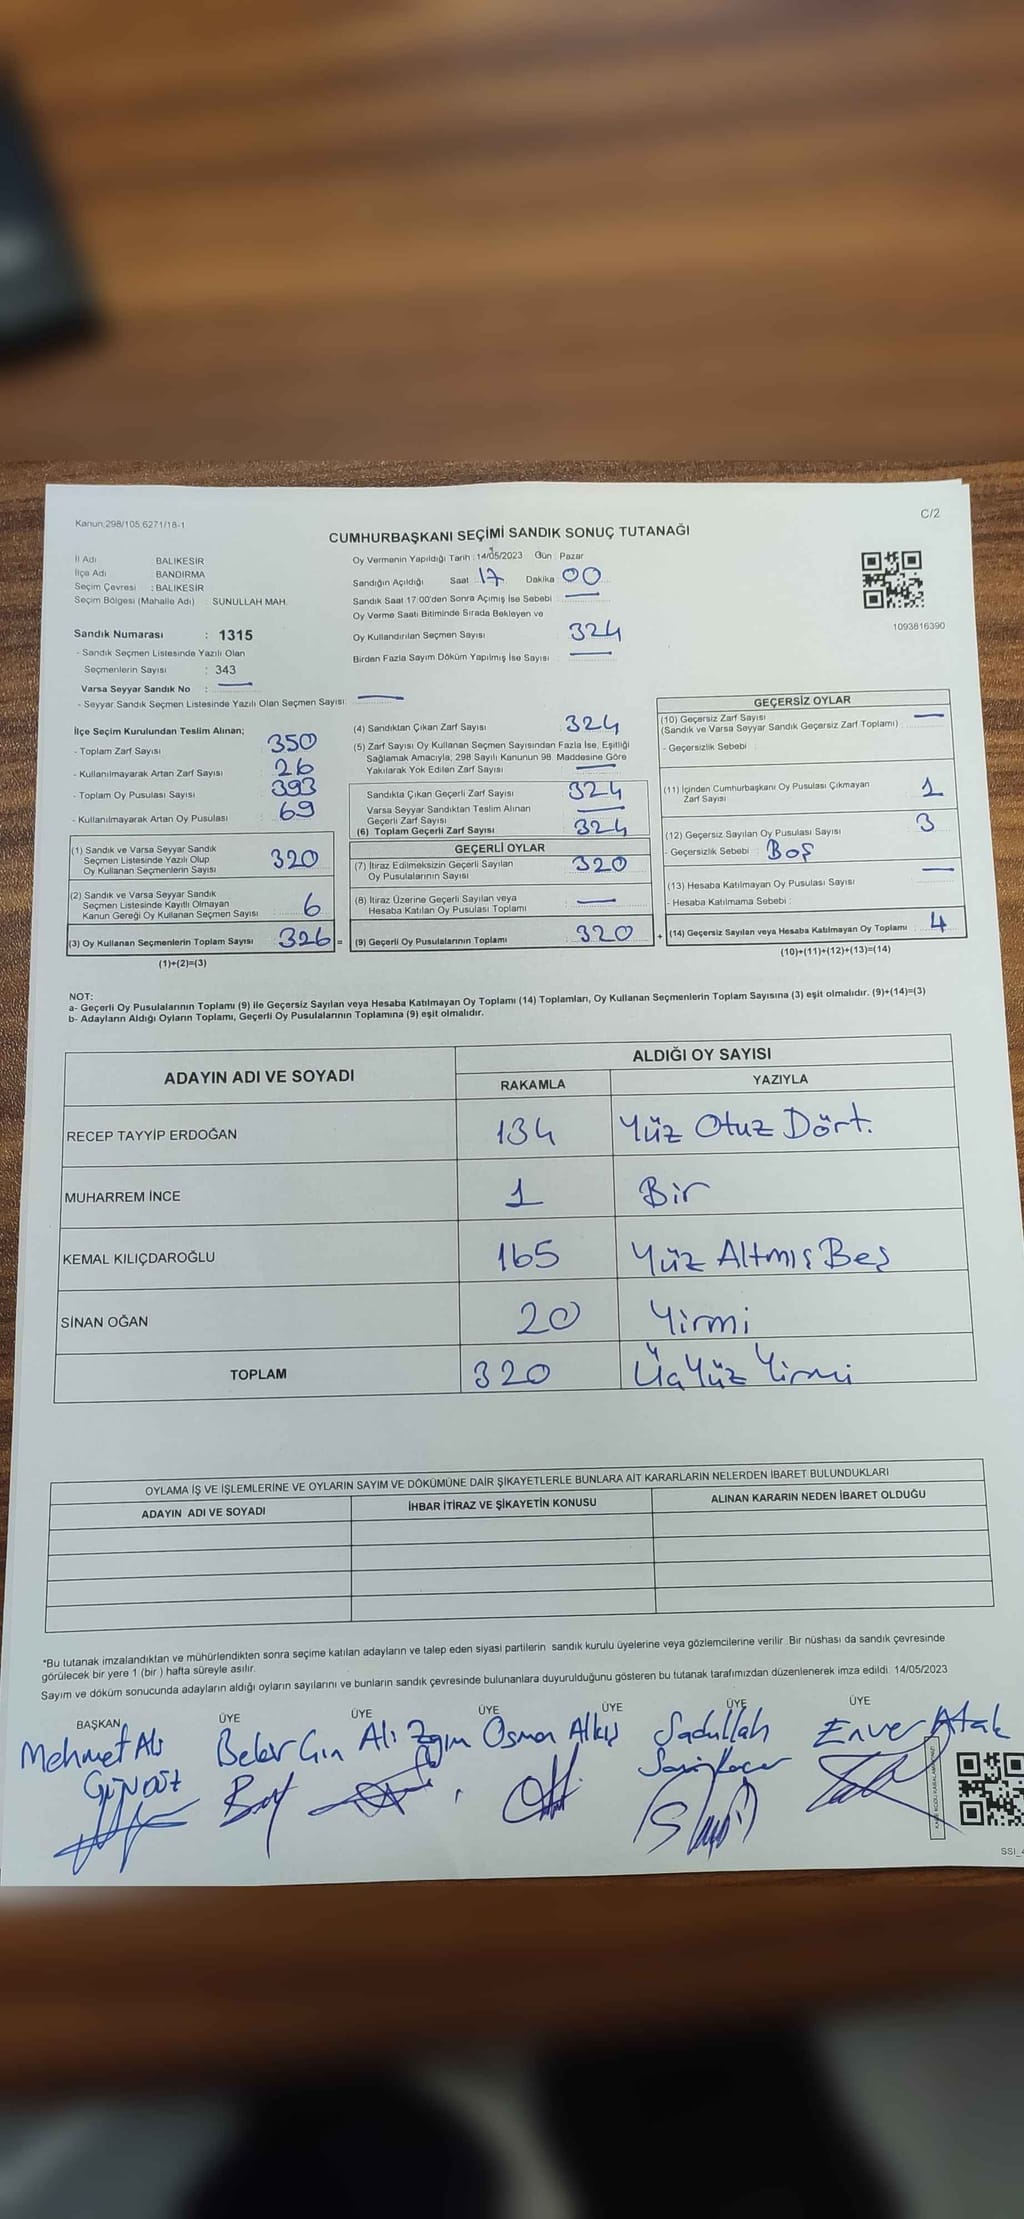 Kanun:298/105,6271/18-1
C/2
CUMHURBAŞKANI SEÇİMİ SANDIK SONUÇ TUTANAĞI
İl Adı BALIKESİR
İlçe Adı BANDIRMA
Seçim Çevresi : BALIKESİR
Seçim Bölgesi (Mahalle Adı) SUNULLAH MAH.
Oy Vermenin Yapıldığı Tarih : 14/05/2023 Gün : Pazar
Sandığın Açıldığı Saat : 17 Dakika : 00
Sandık Saat 17:00'den Sonra Açımış İse Sebebi : —
Oy Verme Saati Bitiminde Sırada Bekleyen ve
Oy Kullandırılan Seçmen Sayısı 324
Birden Fazla Sayım Döküm Yapılmış İse Sayısı —
1093816390
Sandık Numarası : 1315
- Sandık Seçmen Listesinde Yazılı Olan
Seçmenlerin Sayısı : 343
Varsa Seyyar Sandık No : —
- Seyyar Sandık Seçmen Listesinde Yazılı Olan Seçmen Sayısı: —
İlçe Seçim Kurulundan Teslim Alınan;
- Toplam Zarf Sayısı 350
- Kullanılmayarak Artan Zarf Sayısı 26
- Toplam Oy Pusulası Sayısı 393
- Kullanılmayarak Artan Oy Pusulası 69
(1) Sandık ve Varsa Seyyar Sandık
Seçmen Listesinde Yazılı Olup
Oy Kullanan Seçmenlerin Sayısı 320
(2) Sandık ve Varsa Seyyar Sandık
Seçmen Listesinde Kayıtlı Olmayan
Kanun Gereği Oy Kullanan Seçmen Sayısı 6
(3) Oy Kullanan Seçmenlerin Toplam Sayısı 326 =
(1)+(2)=(3)
(4) Sandıktan Çıkan Zarf Sayısı 324
(5) Zarf Sayısı Oy Kullanan Seçmen Sayısından Fazla İse, Eşitliği
Sağlamak Amacıyla, 298 Sayılı Kanunun 98. Maddesine Göre
Yakılarak Yok Edilen Zarf Sayısı —
Sandıkta Çıkan Geçerli Zarf Sayısı 324
Varsa Seyyar Sandıktan Teslim Alınan
Geçerli Zarf Sayısı —
(6) Toplam Geçerli Zarf Sayısı 324
GEÇERLİ OYLAR
(7) İtiraz Edilmeksizin Geçerli Sayılan
Oy Pusulalarının Sayısı 320
(8) İtiraz Üzerine Geçerli Sayılan veya
Hesaba Katılan Oy Pusulası Toplamı —
(9) Geçerli Oy Pusulalarının Toplamı 320 +
GEÇERSİZ OYLAR
(10) Geçersiz Zarf Sayısı —
(Sandık ve Varsa Seyyar Sandık Geçersiz Zarf Toplamı)
- Geçersizlik Sebebi :
(11) İçinden Cumhurbaşkanı Oy Pusulası Çıkmayan
Zarf Sayısı 1
(12) Geçersiz Sayılan Oy Pusulası Sayısı 3
- Geçersizlik Sebebi : Boş
(13) Hesaba Katılmayan Oy Pusulası Sayısı —
- Hesaba Katılmama Sebebi :
(14) Geçersiz Sayılan veya Hesaba Katılmayan Oy Toplamı : 4
(10)+(11)+(12)+(13)=(14)
NOT:
a- Geçerli Oy Pusulalarının Toplamı (9) ile Geçersiz Sayılan veya Hesaba Katılmayan Oy Toplamı (14) Toplamları, Oy Kullanan Seçmenlerin Toplam Sayısına (3) eşit olmalıdır. (9)+(14)=(3)
b- Adayların Aldığı Oyların Toplamı, Geçerli Oy Pusulalarının Toplamına (9) eşit olmalıdır.
ADAYIN ADI VE SOYADI
ALDIĞI OY SAYISI
RAKAMLA YAZIYLA
RECEP TAYYİP ERDOĞAN 134 Yüz Otuz Dört.
MUHARREM İNCE 1 Bir
KEMAL KILIÇDAROĞLU 165 Yüz Altmış Beş
SİNAN OĞAN 20 Yirmi
TOPLAM 320 Üç Yüz Yirmi
OYLAMA İŞ VE İŞLEMLERİNE VE OYLARIN SAYIM VE DÖKÜMÜNE DAİR ŞİKAYETLERLE BUNLARA AİT KARARLARIN NELERDEN İBARET BULUNDUKLARI
ADAYIN ADI VE SOYADI İHBAR İTİRAZ VE ŞİKAYETİN KONUSU ALINAN KARARIN NEDEN İBARET OLDUĞU
*Bu tutanak imzalandıktan ve mühürlendikten sonra seçime katılan adayların ve talep eden siyasi partilerin sandık kurulu üyelerine veya gözlemcilerine verilir. Bir nüshası da sandık çevresinde
görülecek bir yere 1 (bir ) hafta süreyle asılır.
Sayım ve döküm sonucunda adayların aldığı oyların sayılarını ve bunların sandık çevresinde bulunanlara duyurulduğunu gösteren bu tutanak tarafımızdan düzenlenerek imza edildi. 14/05/2023
BAŞKAN ÜYE ÜYE ÜYE ÜYE ÜYE ÜYE
Mehmet Ali Beker Gin Ali Osman Alkış Sadullah Enver Atak